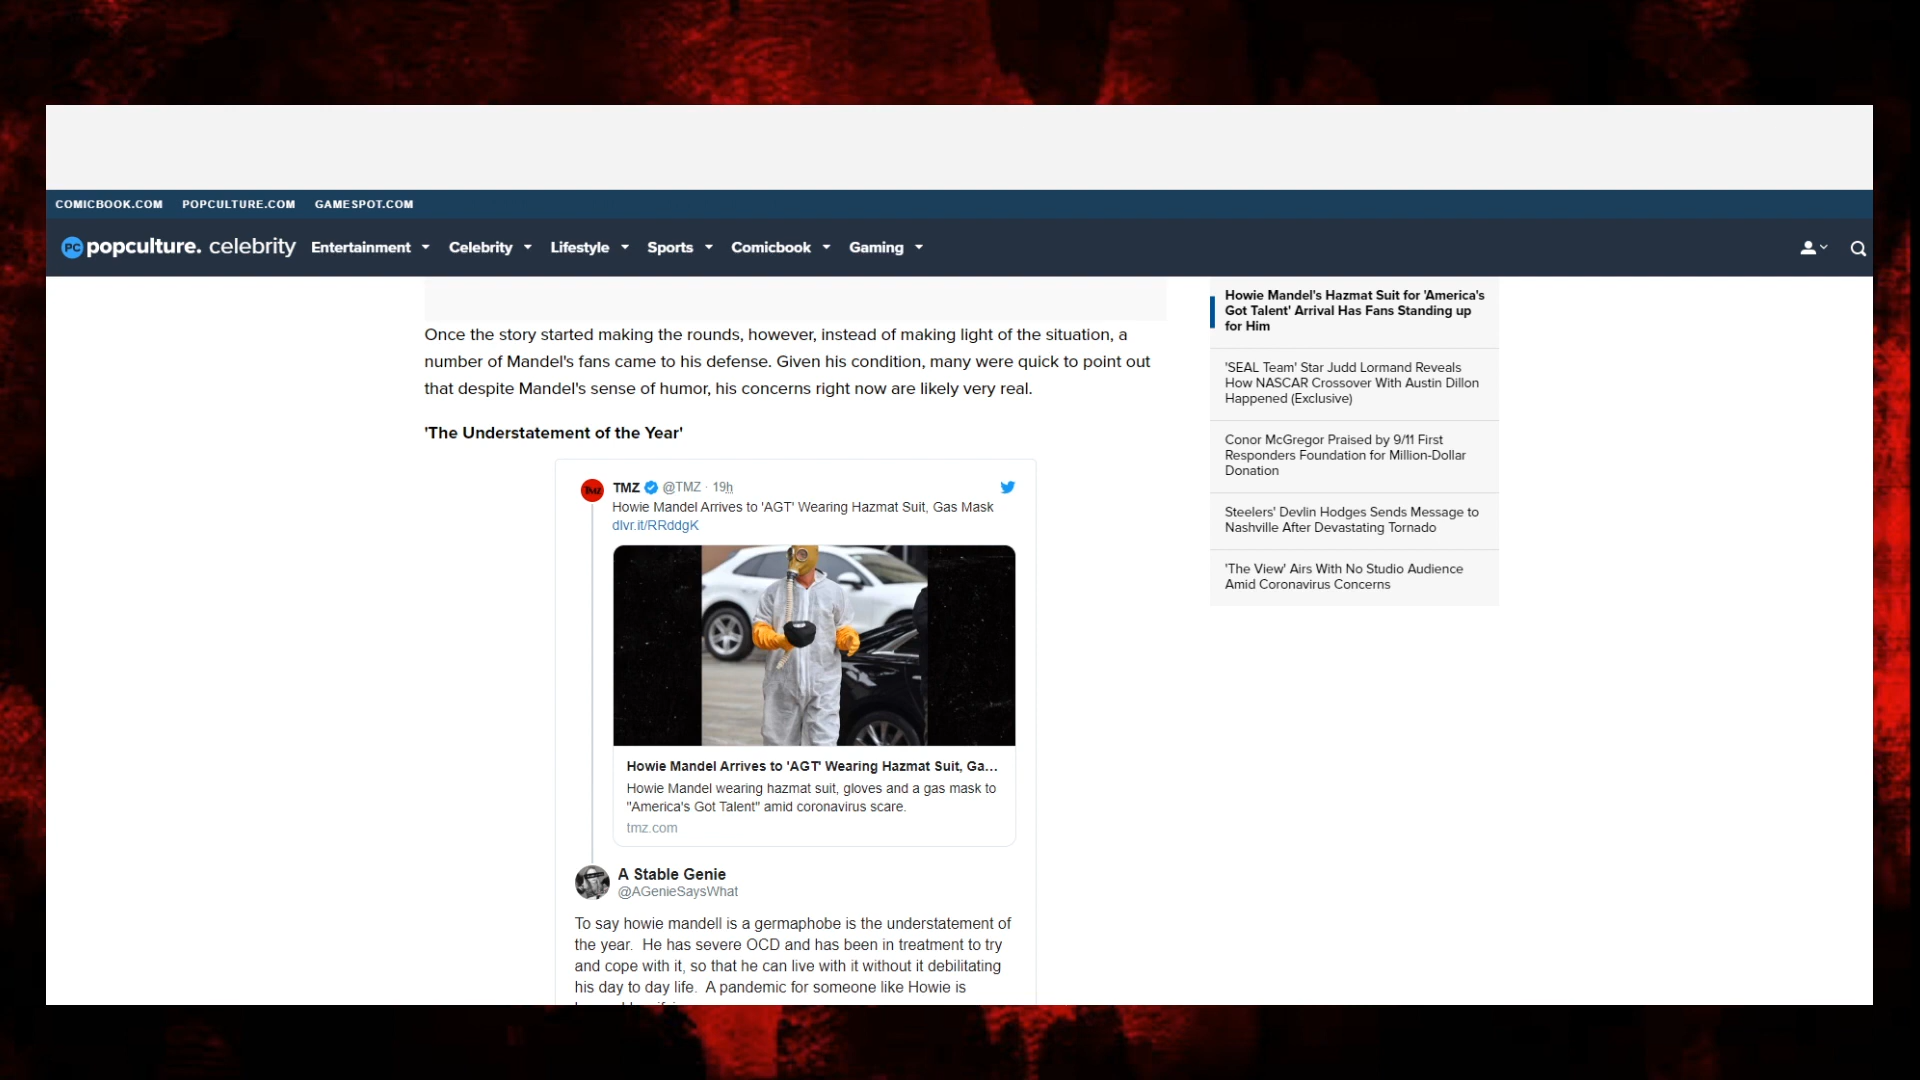 COMICBOOK.COM POPCULTURE.COM GAMESPOT.COM
PC popculture. celebrity Entertainment Celebrity Lifestyle Sports Comicbook Gaming
Once the story started making the rounds, however, instead of making light of the situation, a
number of Mandel's fans came to his defense. Given his condition, many were quick to point out
that despite Mandel's sense of humor, his concerns right now are likely very real.
'The Understatement of the Year'
TMZ
TMZ @TMZ · 19h
Howie Mandel Arrives to 'AGT' Wearing Hazmat Suit, Gas Mask
dlvr.it/RRddgK
Howie Mandel Arrives to 'AGT' Wearing Hazmat Suit, Ga...
Howie Mandel wearing hazmat suit, gloves and a gas mask to
"America's Got Talent" amid coronavirus scare.
tmz.com
A Stable Genie
@AGenieSaysWhat
To say howie mandell is a germaphobe is the understatement of
the year. He has severe OCD and has been in treatment to try
and cope with it, so that he can live with it without it debilitating
his day to day life. A pandemic for someone like Howie is
Howie Mandel's Hazmat Suit for 'America's
Got Talent' Arrival Has Fans Standing up
for Him
'SEAL Team' Star Judd Lormand Reveals
How NASCAR Crossover With Austin Dillon
Happened (Exclusive)
Conor McGregor Praised by 9/11 First
Responders Foundation for Million-Dollar
Donation
Steelers' Devlin Hodges Sends Message to
Nashville After Devastating Tornado
'The View' Airs With No Studio Audience
Amid Coronavirus Concerns